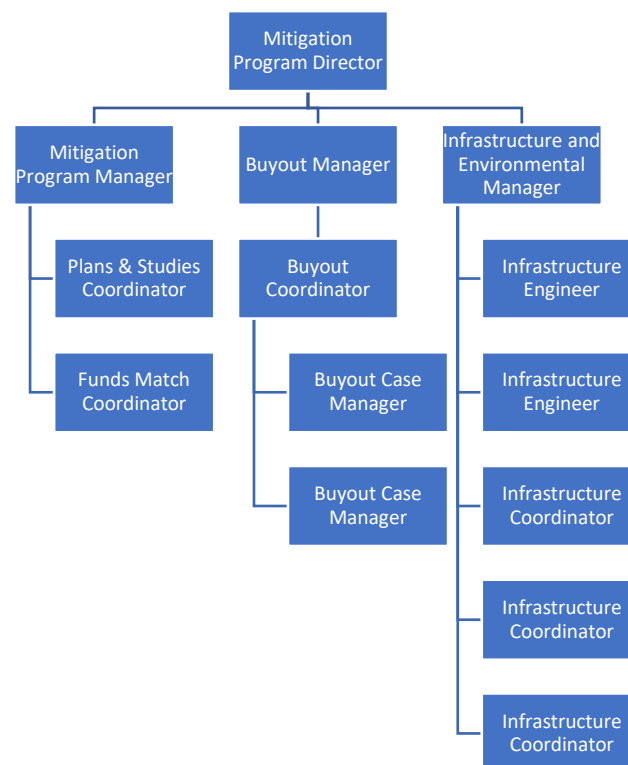 Mitigation
Program Director
Mitigation
Program Manager
Buyout Manager
Infrastructure and
Environmental
Manager
Plans & Studies
Coordinator
Buyout
Coordinator
Infrastructure
Engineer
Funds Match
Coordinator
Buyout Case
Manager
Infrastructure
Engineer
Buyout Case
Manager
Infrastructure
Coordinator
Infrastructure
Coordinator
Infrastructure
Coordinator